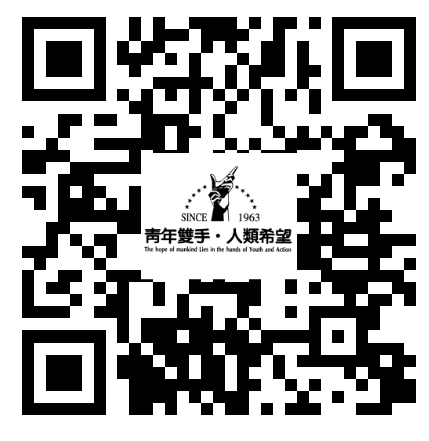 SINCE 1963
青年雙手・人類希望
The hope of mankind Lies in the hands of Youth and Action